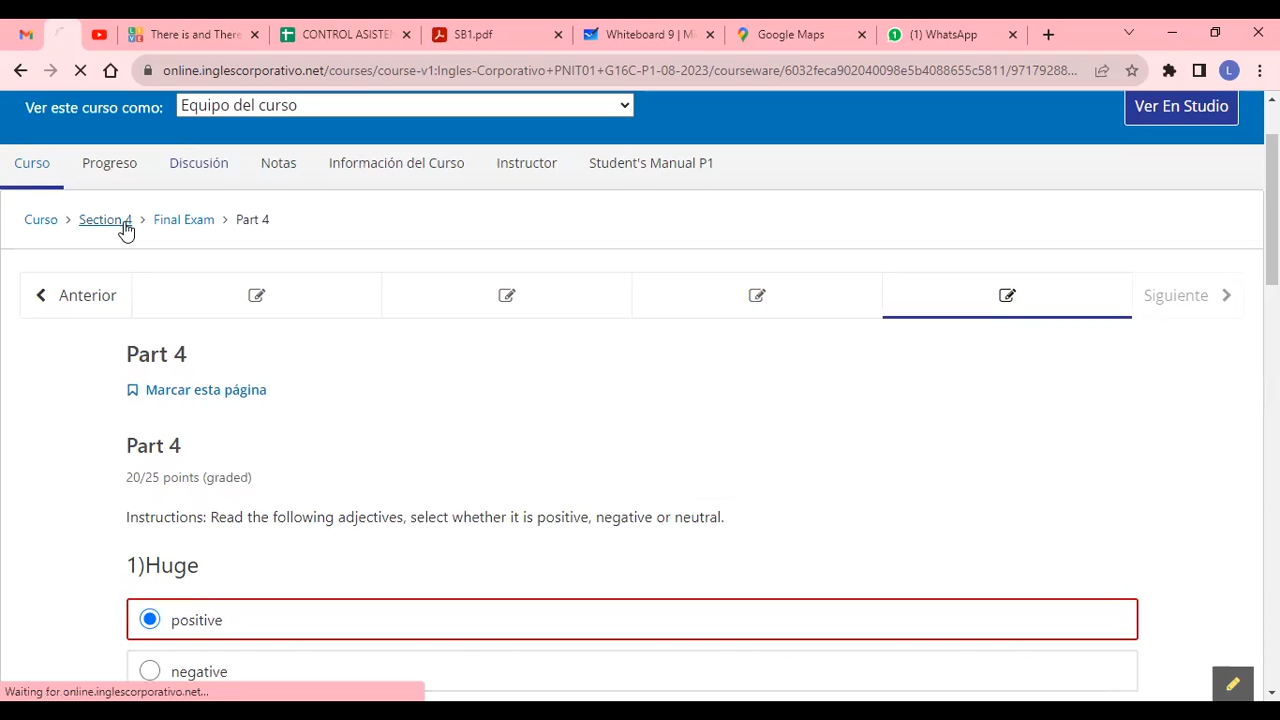 There is and There
CONTROL ASISTE
SB1.pdf
Whiteboard 9 | Mi
Google Maps
(1) WhatsApp
online.inglescorporativo.net/courses/course-v1:Ingles-Corporativo+PNIT01+G16C-P1-08-2023/courseware/6032feca902040098e5b4088655c5811/97179288...
L
Ver este curso como:
Equipo del curso
Ver En Studio
Curso
Progreso
Discusión
Notas
Información del Curso
Instructor
Student's Manual P1
Curso > Section 4 > Final Exam > Part 4
Anterior
Siguiente
Part 4
Marcar esta página
Part 4
20/25 points (graded)
Instructions: Read the following adjectives, select whether it is positive, negative or neutral.
1)Huge
positive
negative
Waiting for online.inglescorporativo.net...